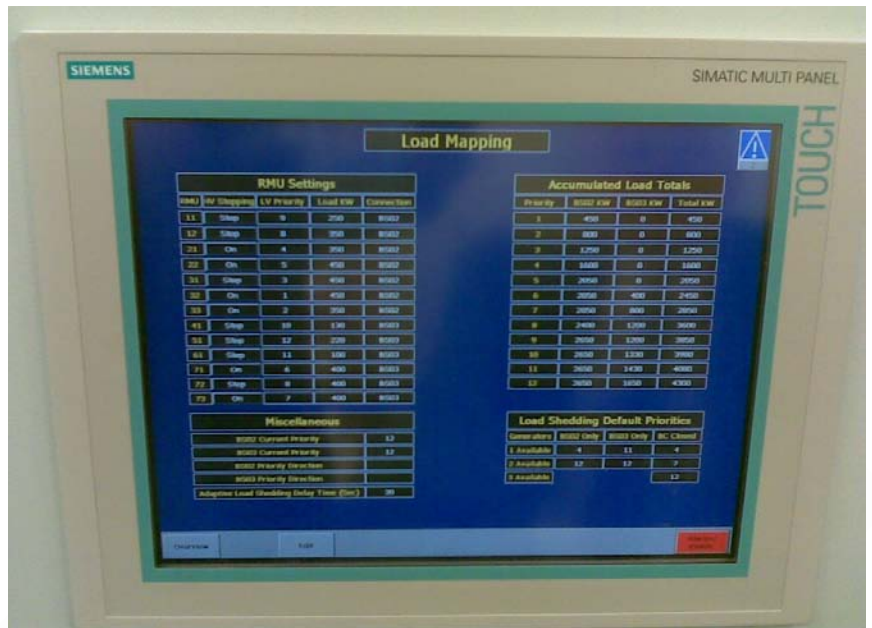 SIEMENS
SIMATIC MULTI PANEL
TOUCH
Load Mapping
RMU Settings
RMU HV Stopping LV Priority Load KW Connection
11 Stop 9 250 BS02
12 Stop 8 350 BS02
21 On 4 350 BS02
22 On 5 450 BS02
31 Stop 3 450 BS02
32 On 1 450 BS02
33 On 2 350 BS02
41 Stop 10 130 BS03
51 Stop 12 220 BS03
61 Stop 11 100 BS03
71 On 6 400 BS03
72 Stop 8 400 BS03
73 On 7 400 BS03
Accumulated Load Totals
Priority BS02 KW BS03 KW Total KW
1 450 0 450
2 800 0 800
3 1250 0 1250
4 1600 0 1600
5 2050 0 2050
6 2050 400 2450
7 2050 800 2850
8 2400 1200 3600
9 2650 1200 3850
10 2650 1330 3980
11 2650 1430 4080
12 2650 1650 4300
Miscellaneous
BS02 Current Priority 12
BS03 Current Priority 12
BS02 Priority Direction
BS03 Priority Direction
Adaptive Load Shedding Delay Time (Sec) 30
Load Shedding Default Priorities
Generators BS02 Only BS03 Only BC Closed
1 Available 4 11 4
2 Available 12 12 7
3 Available 12
Overview Edit